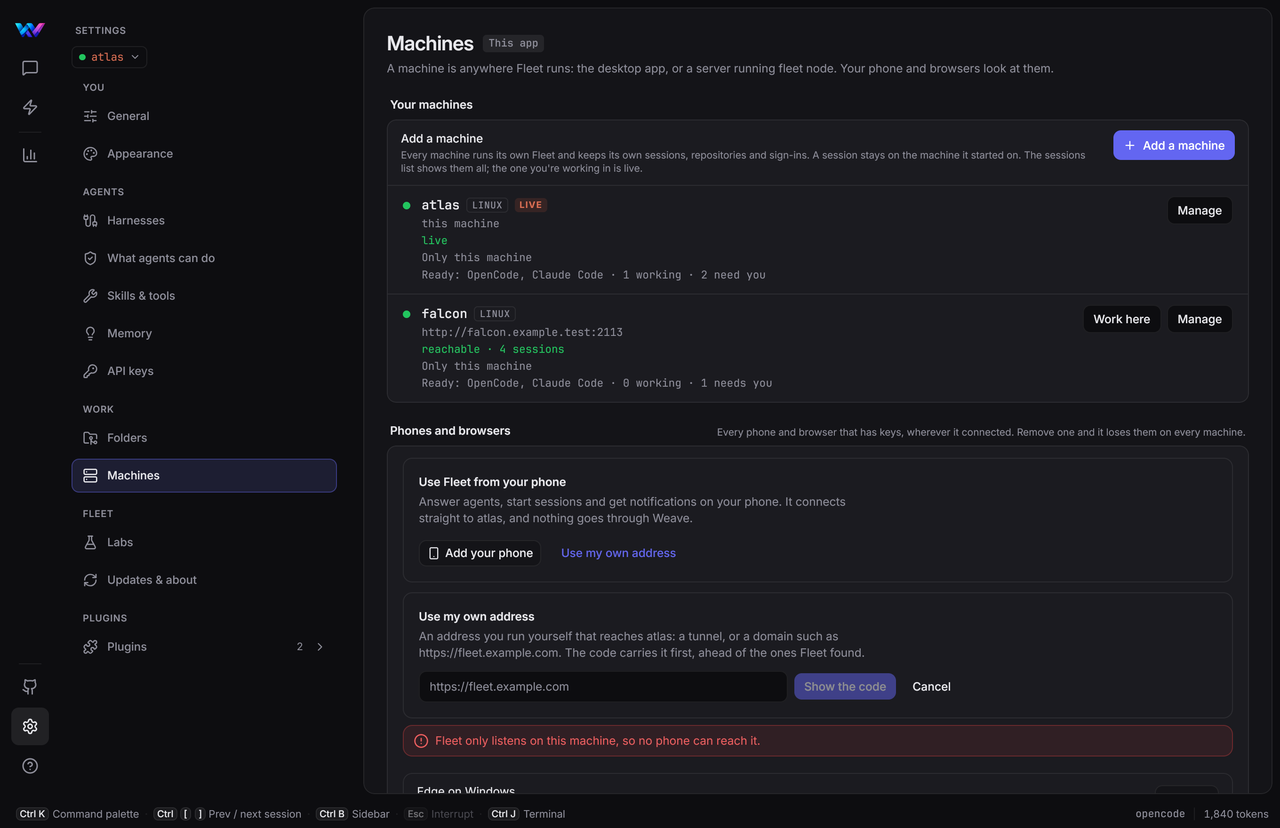 SETTINGS
atlas
YOU
General
Appearance
AGENTS
Harnesses
What agents can do
Skills & tools
Memory
API keys
WORK
Folders
Machines
FLEET
Labs
Updates & about
PLUGINS
Plugins 2
Machines This app
A machine is anywhere Fleet runs: the desktop app, or a server running fleet node. Your phone and browsers look at them.
Your machines
Add a machine
Every machine runs its own Fleet and keeps its own sessions, repositories and sign-ins. A session stays on the machine it started on. The sessions
list shows them all; the one you're working in is live.
+ Add a machine
atlas LINUX LIVE
this machine
live
Only this machine
Ready: OpenCode, Claude Code · 1 working · 2 need you
Manage
falcon LINUX
http://falcon.example.test:2113
reachable · 4 sessions
Only this machine
Ready: OpenCode, Claude Code · 0 working · 1 needs you
Work here Manage
Phones and browsers
Every phone and browser that has keys, wherever it connected. Remove one and it loses them on every machine.
Use Fleet from your phone
Answer agents, start sessions and get notifications on your phone. It connects
straight to atlas, and nothing goes through Weave.
Add your phone Use my own address
Use my own address
An address you run yourself that reaches atlas: a tunnel, or a domain such as
https://fleet.example.com. The code carries it first, ahead of the ones Fleet found.
https://fleet.example.com Show the code Cancel
Fleet only listens on this machine, so no phone can reach it.
Edge on Windows
Ctrl K Command palette · Ctrl [ ] Prev / next session · Ctrl B Sidebar · Esc Interrupt · Ctrl J Terminal
opencode 1,840 tokens